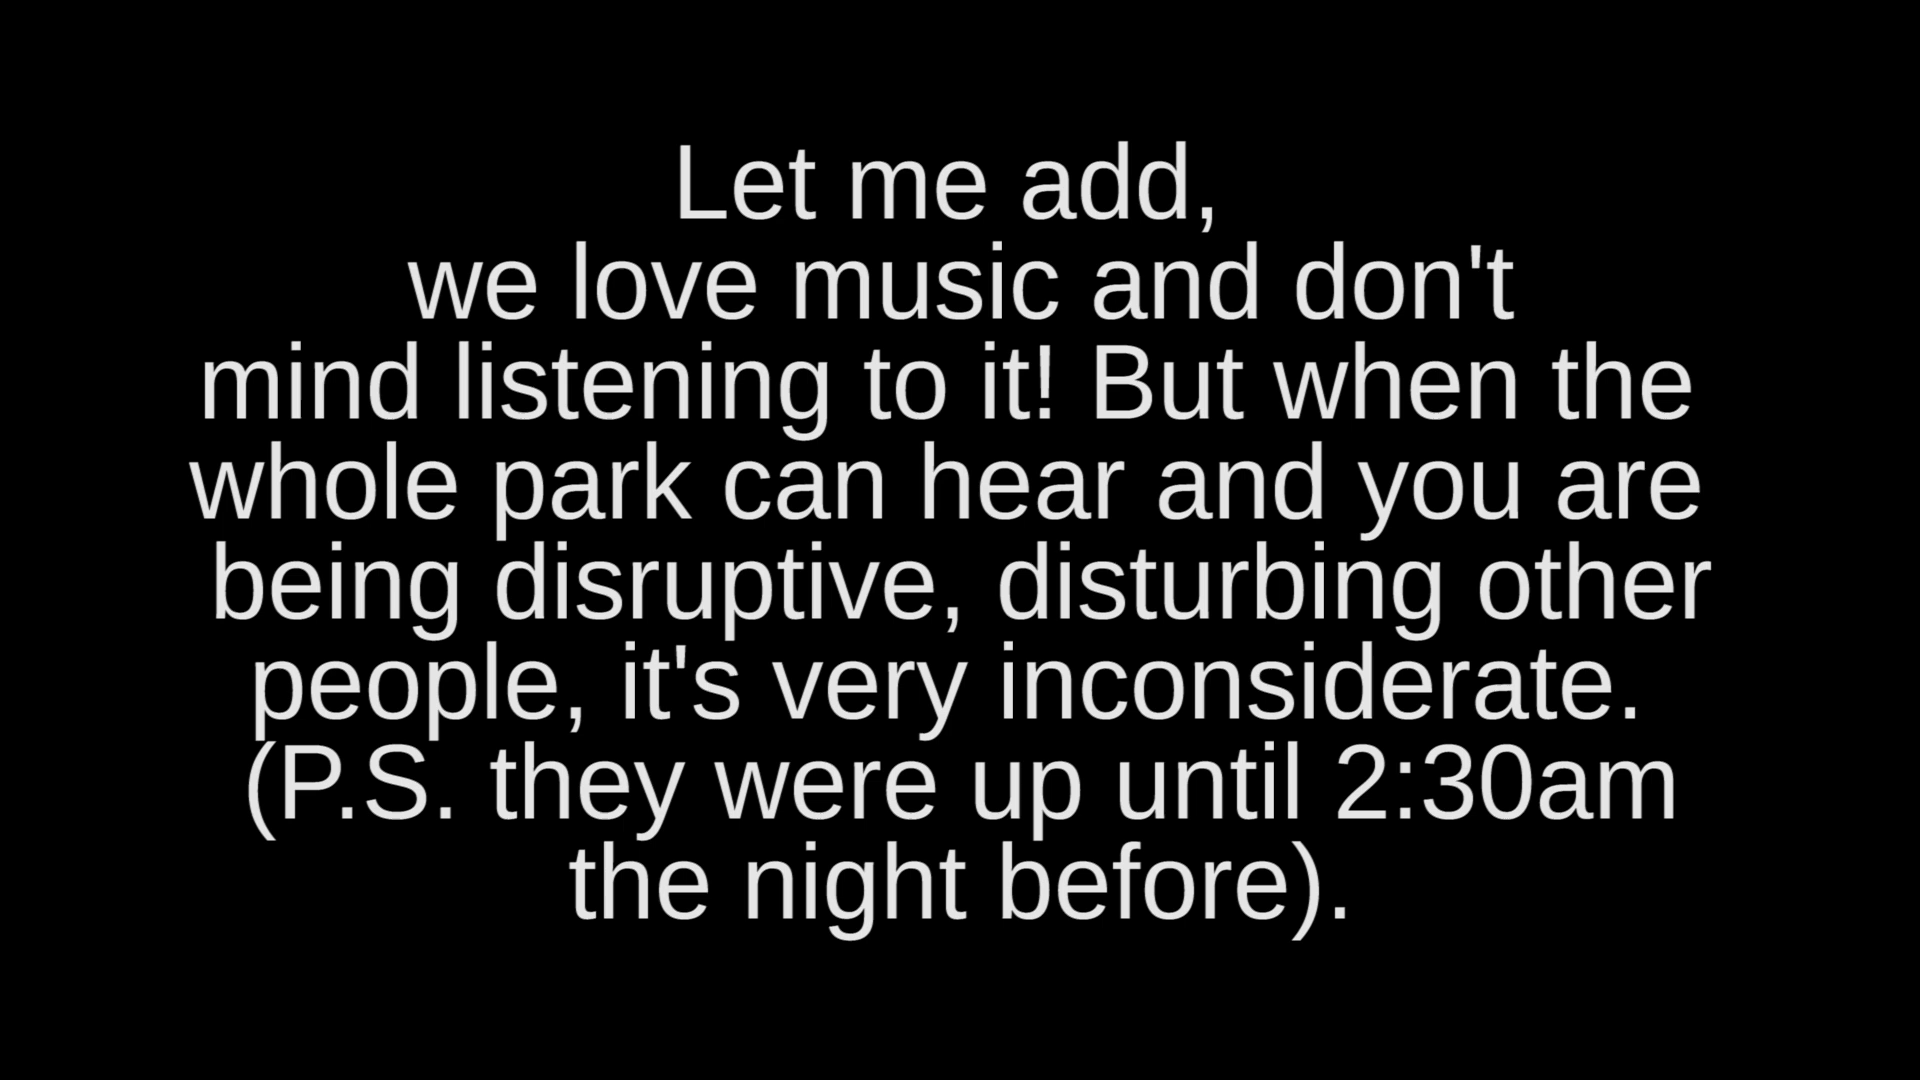 Let me add,
we love music and don't
mind listening to it! But when the
whole park can hear and you are
being disruptive, disturbing other
people, it's very inconsiderate.
(P.S. they were up until 2:30am
the night before).